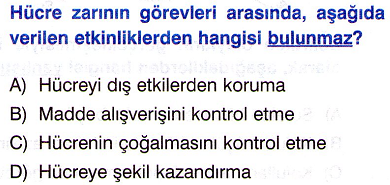 Hücre zarının görevleri arasında, aşağıda
verilen etkinliklerden hangisi bulunmaz?
A) Hücreyi dış etkilerden koruma
B) Madde alışverişini kontrol etme
C) Hücrenin çoğalmasını kontrol etme
D) Hücreye şekil kazandırma